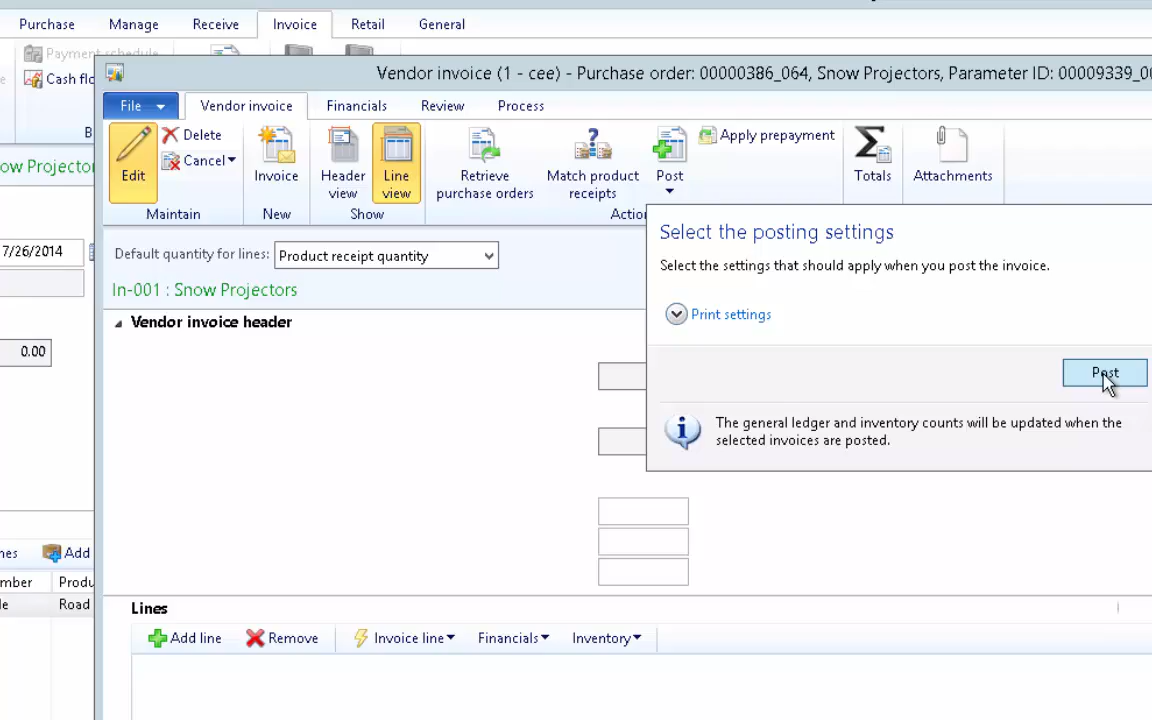 Purchase Manage Receive Invoice Retail General
Payment schedule
Cash flo
Vendor invoice (1 - cee) - Purchase order: 00000386_064, Snow Projectors, Parameter ID: 00009339_0
File Vendor invoice Financials Review Process
Delete
Cancel
Apply prepayment
Edit Invoice Header view Line view Retrieve purchase orders Match product receipts Post Totals Attachments
Maintain New Show Actio
B
ow Projector
Select the posting settings
7/26/2014
Default quantity for lines: Product receipt quantity
Select the settings that should apply when you post the invoice.
In-001 : Snow Projectors
Print settings
Vendor invoice header
0.00
Post
The general ledger and inventory counts will be updated when the
selected invoices are posted.
nes Add
mber Produ
le Road
Lines
Add line Remove Invoice line Financials Inventory